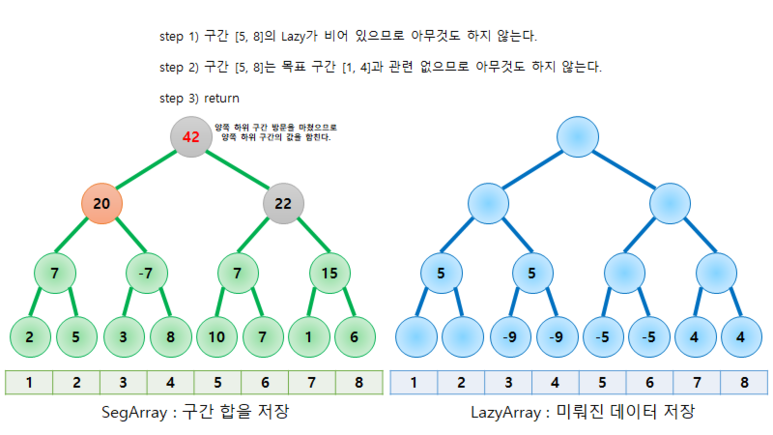 step 1) 구간 [5, 8]의 Lazy가 비어 있으므로 아무것도 하지 않는다.
step 2) 구간 [5, 8]는 목표 구간 [1, 4]과 관련 없으므로 아무것도 하지 않는다.
step 3) return
42
양쪽 하위 구간 방문을 마쳤으므로
양쪽 하위 구간의 값을 합친다.
20 22
7 -7 7 15
5 5
2 5 3 8 10 7 1 6
-9 -9 -5 -5 4 4
1 2 3 4 5 6 7 8
1 2 3 4 5 6 7 8
SegArray : 구간 합을 저장
LazyArray : 미뤄진 데이터 저장